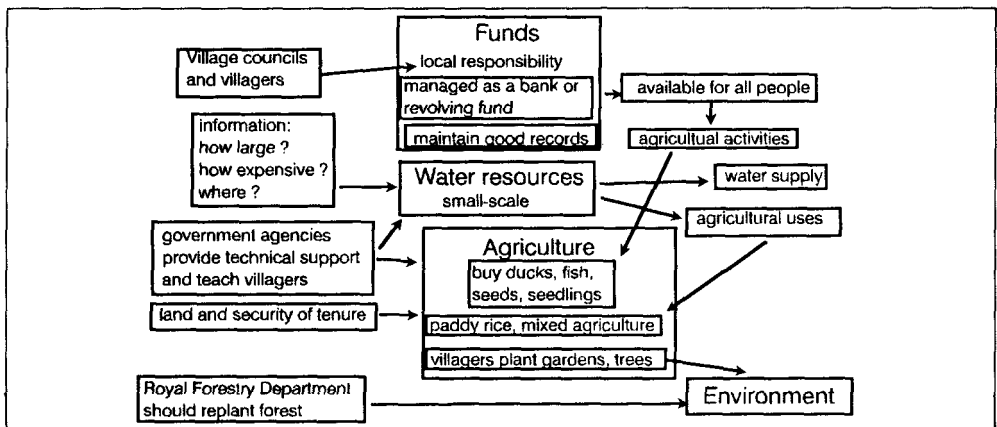 Funds
Village councils
and villagers
local responsibility
managed as a bank or
revolving fund
maintain good records
available for all people
agricultual activities
information:
how large ?
how expensive ?
where ?
Water resources
small-scale
water supply
agricultural uses
government agencies
provide technical support
and teach villagers
Agriculture
buy ducks, fish,
seeds, seedlings
land and security of tenure
paddy rice, mixed agriculture
villagers plant gardens, trees
Royal Forestry Department
should replant forest
Environment